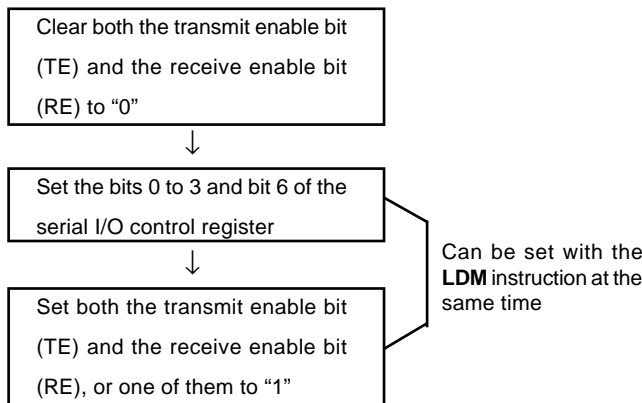 Clear both the transmit enable bit
(TE) and the receive enable bit
(RE) to “0”
↓
Set the bits 0 to 3 and bit 6 of the
serial I/O control register
↓
Set both the transmit enable bit
(TE) and the receive enable bit
(RE), or one of them to “1”
Can be set with the
LDM instruction at the
same time